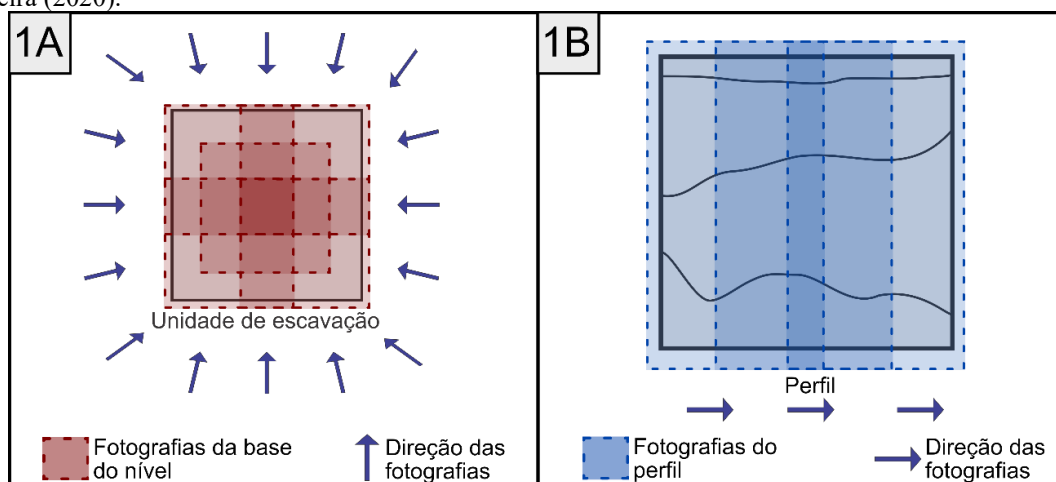 (2020).
1A
1B
Unidade de escavação
Perfil
Fotografias da base
do nível
Direção das
fotografias
Fotografias do
perfil
Direção das
fotografias